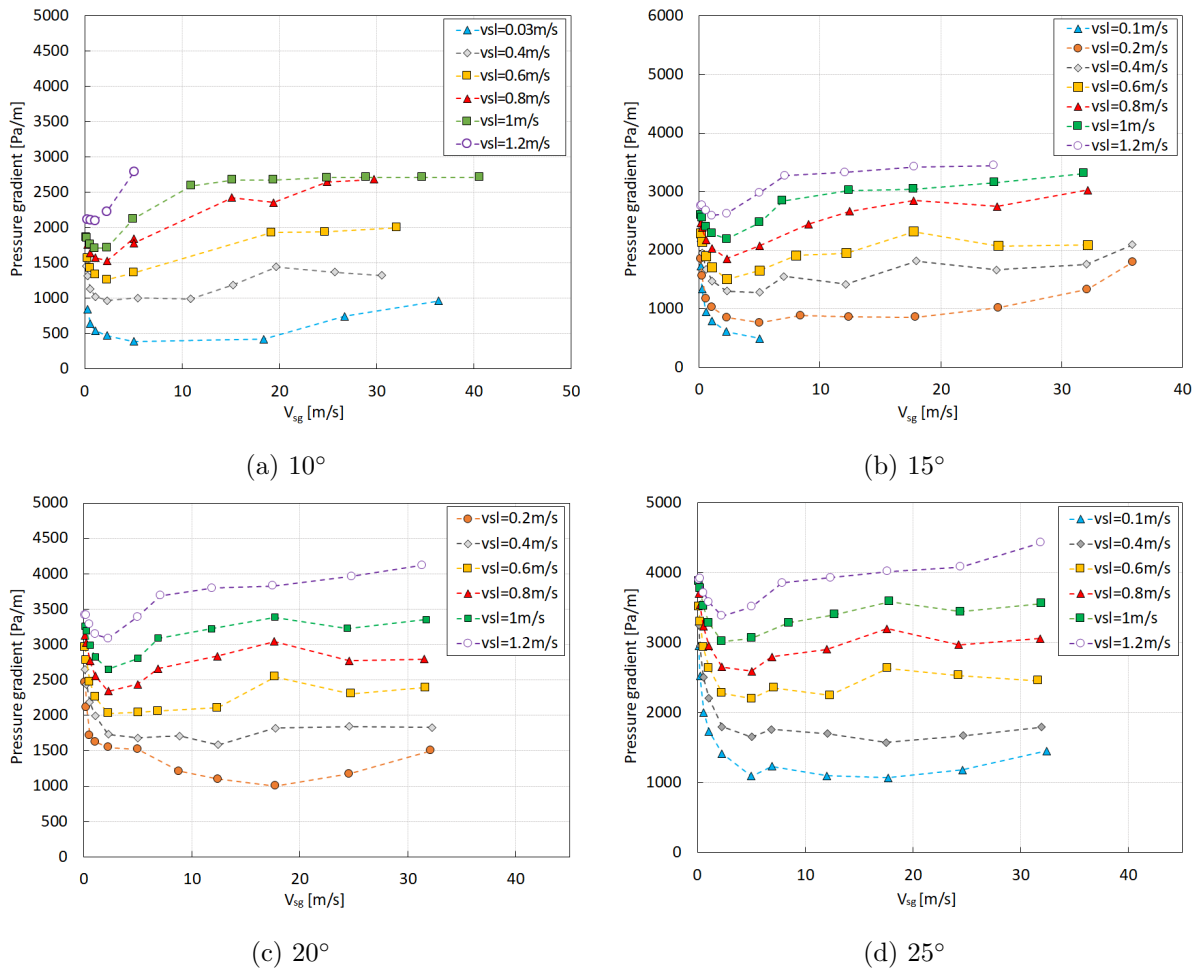 5000
4500
4000
3500
3000
2500
2000
1500
1000
500
0
Pressure gradient [Pa/m]
vsl=0.03m/s
vsl=0.4m/s
vsl=0.6m/s
vsl=0.8m/s
vsl=1m/s
vsl=1.2m/s
0 10 20 30 40 50
Vsg [m/s]
(a) 10°
6000
5000
4000
3000
2000
1000
0
Pressure gradient [Pa/m]
vsl=0.1m/s
vsl=0.2m/s
vsl=0.4m/s
vsl=0.6m/s
vsl=0.8m/s
vsl=1m/s
vsl=1.2m/s
0 10 20 30 40
Vsg [m/s]
(b) 15°
5000
4500
4000
3500
3000
2500
2000
1500
1000
500
0
Pressure gradient [Pa/m]
vsl=0.2m/s
vsl=0.4m/s
vsl=0.6m/s
vsl=0.8m/s
vsl=1m/s
vsl=1.2m/s
0 10 20 30 40
Vsg [m/s]
(c) 20°
5000
4000
3000
2000
1000
0
Pressure gradient [Pa/m]
vsl=0.1m/s
vsl=0.4m/s
vsl=0.6m/s
vsl=0.8m/s
vsl=1m/s
vsl=1.2m/s
0 10 20 30 40
Vsg [m/s]
(d) 25°